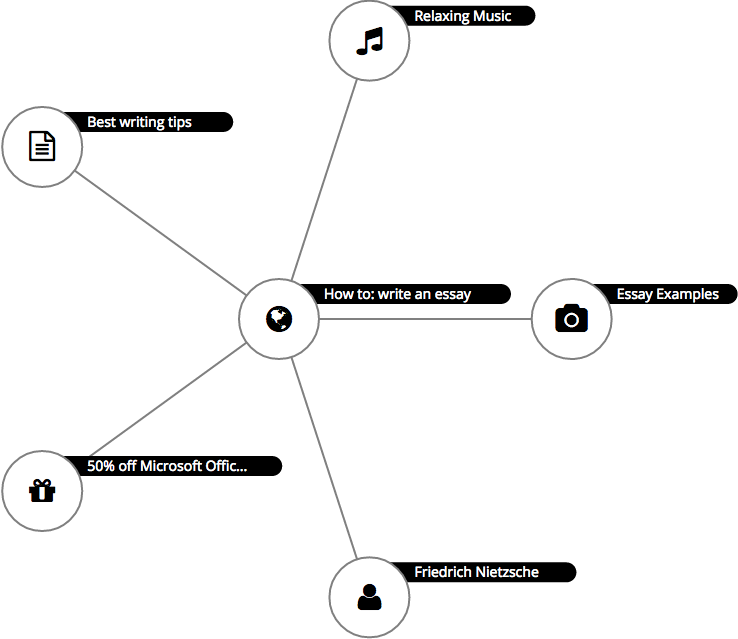 Relaxing Music
Best writing tips
How to: write an essay
Essay Examples
50% off Microsoft Offic...
Friedrich Nietzsche